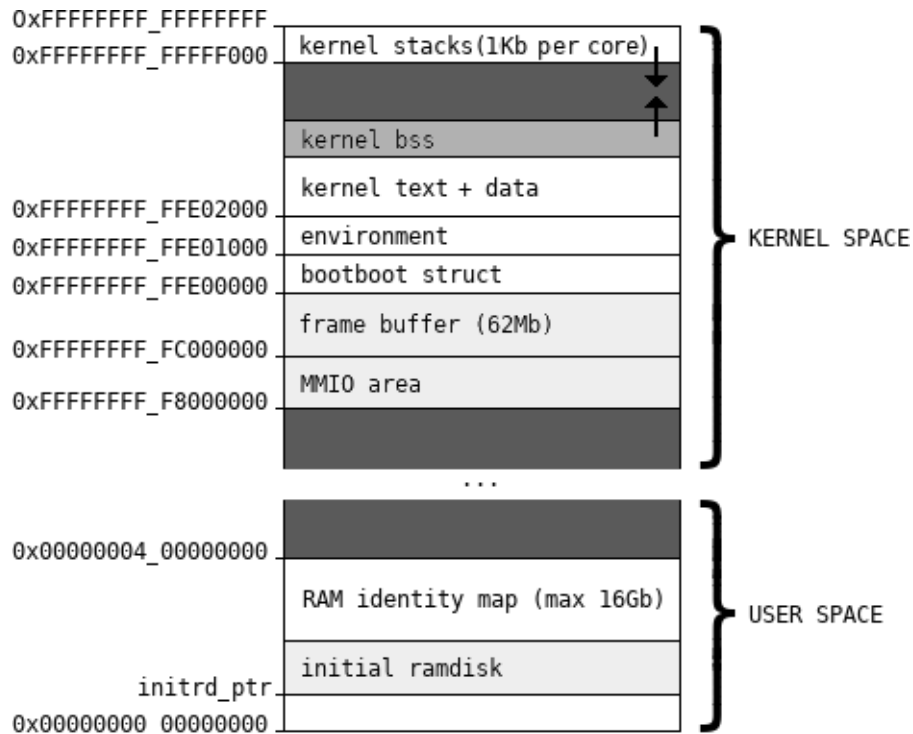 0xFFFFFFFF_FFFFFFFF
kernel stacks(1Kb per core)
0xFFFFFFFF_FFFFF000
kernel bss
kernel text + data
0xFFFFFFFF_FFE02000
environment
0xFFFFFFFF_FFE01000
bootboot struct
0xFFFFFFFF_FFE00000
frame buffer (62Mb)
0xFFFFFFFF_FC000000
MMIO area
0xFFFFFFFF_F8000000
KERNEL SPACE
...
0x00000004_00000000
RAM identity map (max 16Gb)
initial ramdisk
initrd_ptr
0x00000000_00000000
USER SPACE